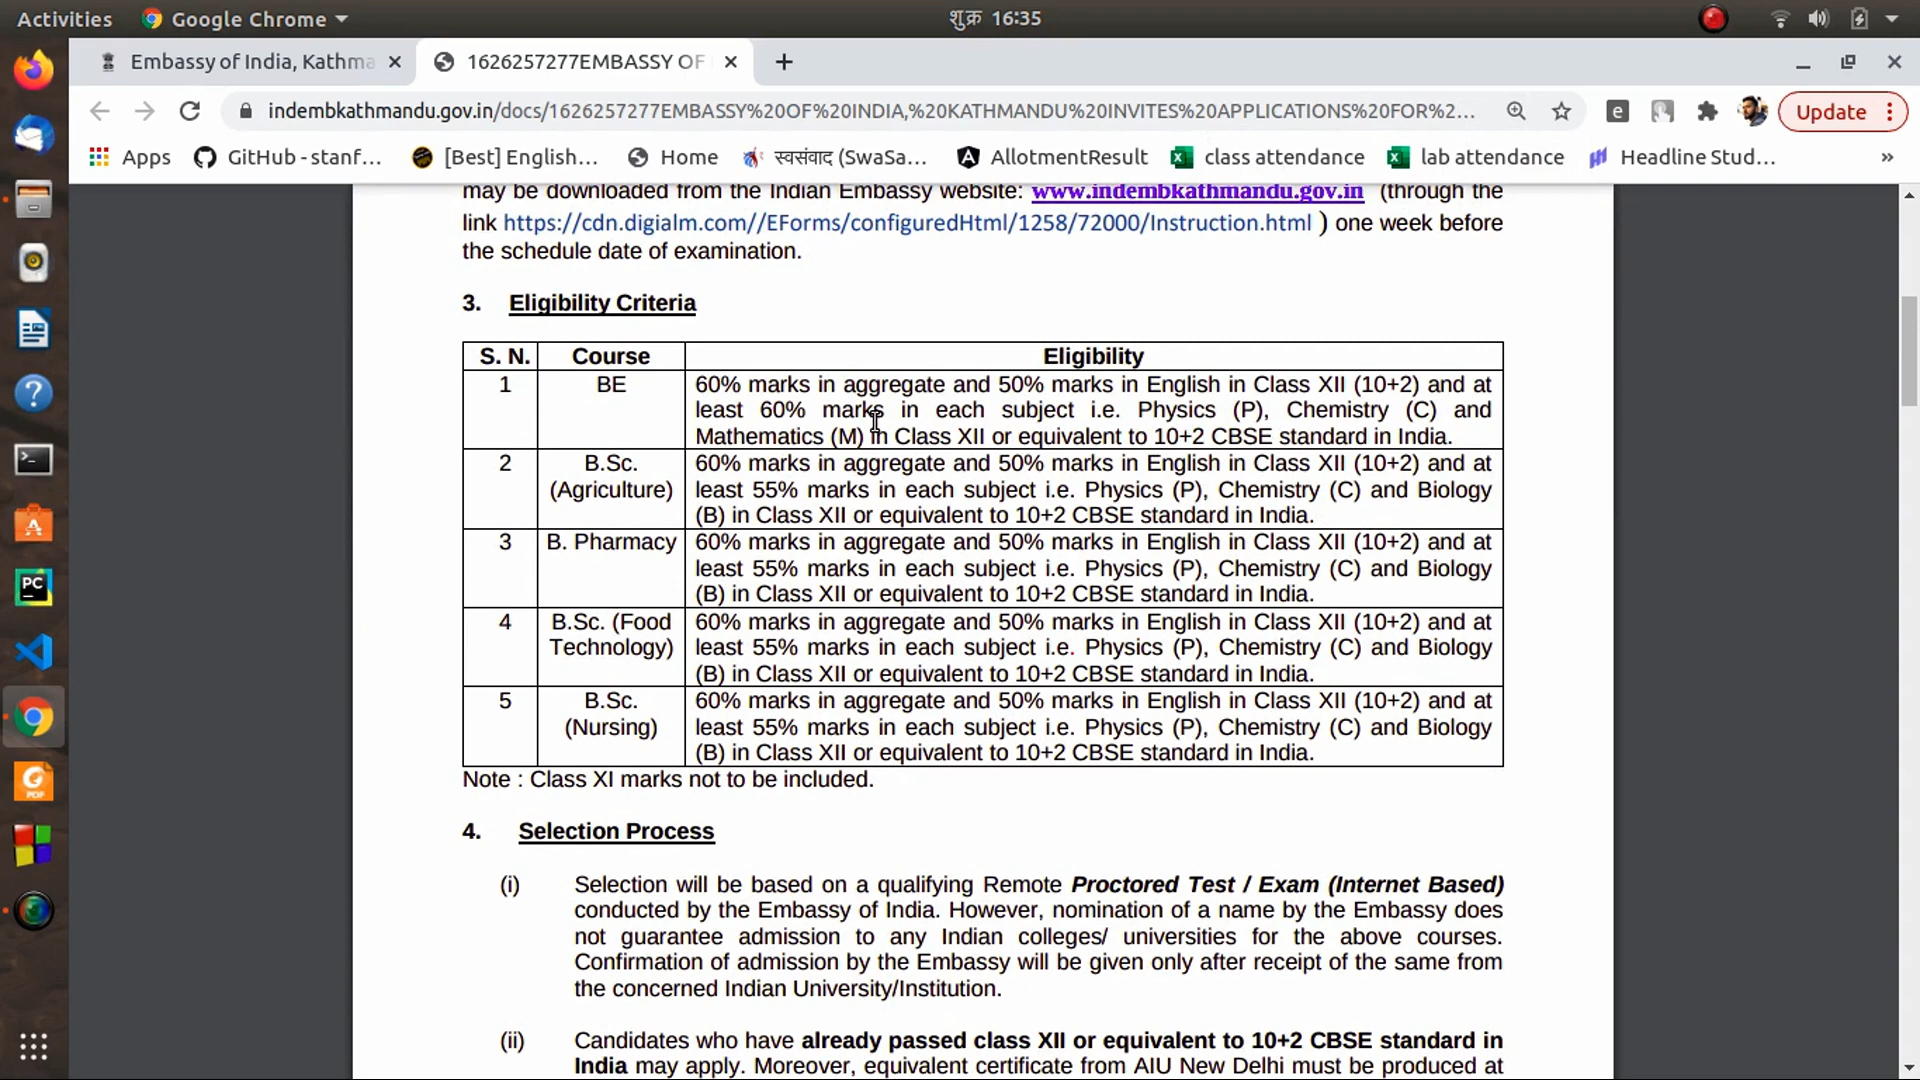 Activities Google Chrome शुक्र 16:35
Embassy of India, Kathma 1626257277EMBASSY OF
indembkathmandu.gov.in/docs/1626257277EMBASSY%20OF%20INDIA,%20KATHMANDU%20INVITES%20APPLICATIONS%20FOR%2... Update
Apps GitHub - stanf... [Best] English... Home स्वसंवाद (SwaSa... AllotmentResult class attendance lab attendance Headline Stud... »
may be downloaded from the Indian Embassy website: www.indembkathmandu.gov.in (through the
link https://cdn.digialm.com//EForms/configuredHtml/1258/72000/Instruction.html ) one week before
the schedule date of examination.
3. Eligibility Criteria
S. N. Course Eligibility
1 BE 60% marks in aggregate and 50% marks in English in Class XII (10+2) and at
least 60% marks in each subject i.e. Physics (P), Chemistry (C) and
Mathematics (M) in Class XII or equivalent to 10+2 CBSE standard in India.
2 B.Sc. 60% marks in aggregate and 50% marks in English in Class XII (10+2) and at
(Agriculture) least 55% marks in each subject i.e. Physics (P), Chemistry (C) and Biology
(B) in Class XII or equivalent to 10+2 CBSE standard in India.
3 B. Pharmacy 60% marks in aggregate and 50% marks in English in Class XII (10+2) and at
least 55% marks in each subject i.e. Physics (P), Chemistry (C) and Biology
(B) in Class XII or equivalent to 10+2 CBSE standard in India.
4 B.Sc. (Food 60% marks in aggregate and 50% marks in English in Class XII (10+2) and at
Technology) least 55% marks in each subject i.e. Physics (P), Chemistry (C) and Biology
(B) in Class XII or equivalent to 10+2 CBSE standard in India.
5 B.Sc. 60% marks in aggregate and 50% marks in English in Class XII (10+2) and at
(Nursing) least 55% marks in each subject i.e. Physics (P), Chemistry (C) and Biology
(B) in Class XII or equivalent to 10+2 CBSE standard in India.
Note : Class XI marks not to be included.
4. Selection Process
(i) Selection will be based on a qualifying Remote Proctored Test / Exam (Internet Based)
conducted by the Embassy of India. However, nomination of a name by the Embassy does
not guarantee admission to any Indian colleges/ universities for the above courses.
Confirmation of admission by the Embassy will be given only after receipt of the same from
the concerned Indian University/Institution.
(ii) Candidates who have already passed class XII or equivalent to 10+2 CBSE standard in
India may apply. Moreover, equivalent certificate from AIU New Delhi must be produced at